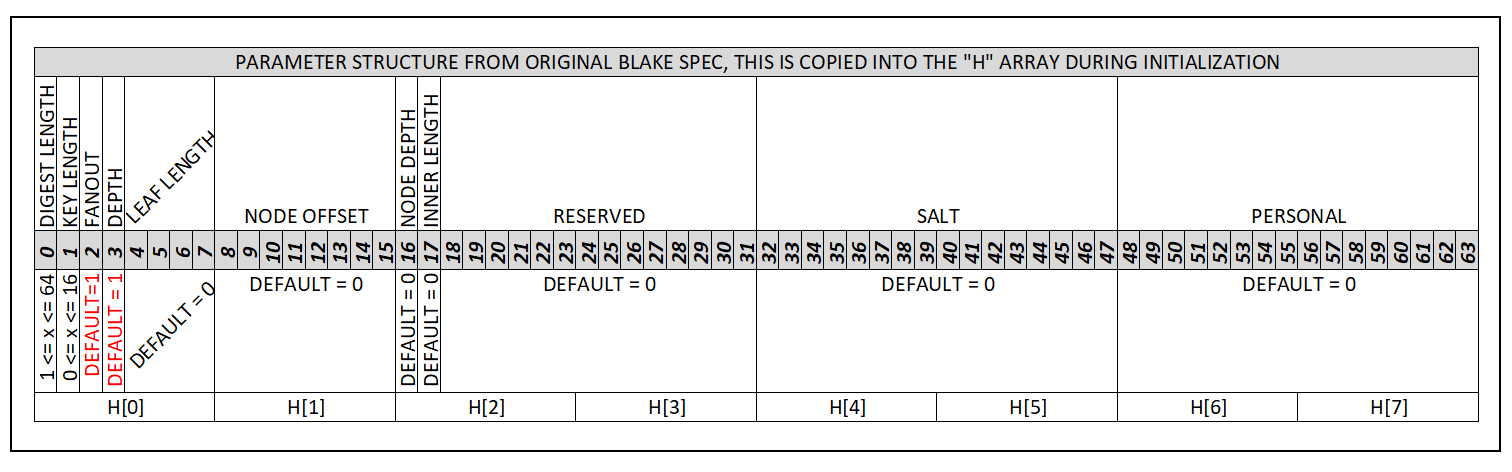 PARAMETER STRUCTURE FROM ORIGINAL BLAKE SPEC, THIS IS COPIED INTO THE "H" ARRAY DURING INITIALIZATION
DIGEST LENGTH
KEY LENGTH
FANOUT
DEPTH
LEAF LENGTH
NODE OFFSET
NODE DEPTH
INNER LENGTH
RESERVED
SALT
PERSONAL
0 1 2 3 4 5 6 7 8 9 10 11 12 13 14 15 16 17 18 19 20 21 22 23 24 25 26 27 28 29 30 31 32 33 34 35 36 37 38 39 40 41 42 43 44 45 46 47 48 49 50 51 52 53 54 55 56 57 58 59 60 61 62 63
1 <= x <= 64
0 <= x <= 16
DEFAULT=1
DEFAULT = 1
DEFAULT = 0
DEFAULT = 0
DEFAULT = 0
DEFAULT = 0
DEFAULT = 0
DEFAULT = 0
DEFAULT = 0
H[0] H[1] H[2] H[3] H[4] H[5] H[6] H[7]